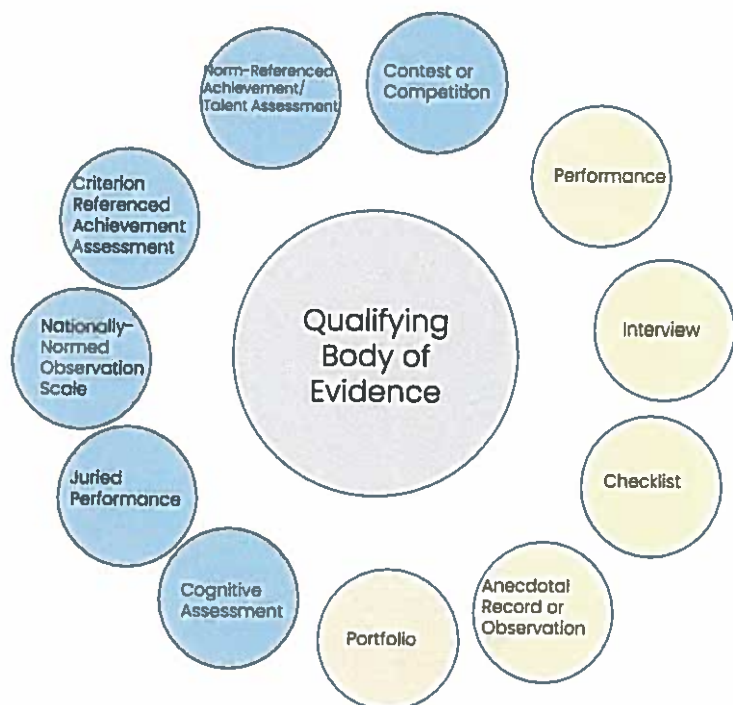 Norm-Referenced
Achievement/
Talent Assessment
Contest or
Competition
Performance
Criterion
Referenced
Achievement
Assessment
Interview
Nationally-
Normed
Observation
Scale
Qualifying
Body of
Evidence
Checklist
Juried
Performance
Anecdotal
Record or
Observation
Cognitive
Assessment
Portfolio